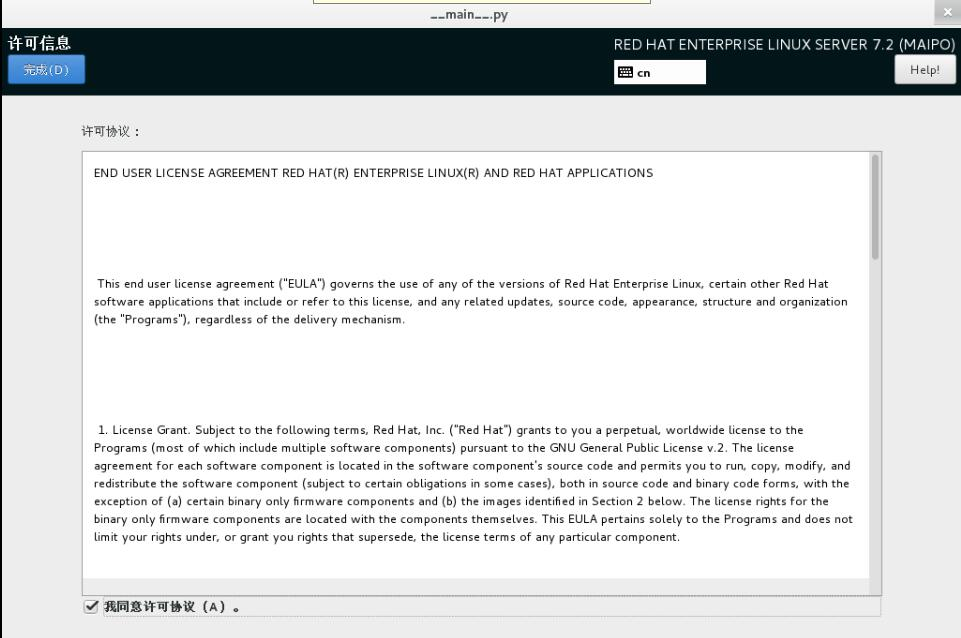 __main__.py
许可信息
RED HAT ENTERPRISE LINUX SERVER 7.2 (MAIPO)
完成(D)
cn
Help!
许可协议：
END USER LICENSE AGREEMENT RED HAT(R) ENTERPRISE LINUX(R) AND RED HAT APPLICATIONS
This end user license agreement ("EULA") governs the use of any of the versions of Red Hat Enterprise Linux, certain other Red Hat
software applications that include or refer to this license, and any related updates, source code, appearance, structure and organization
(the "Programs"), regardless of the delivery mechanism.
1. License Grant. Subject to the following terms, Red Hat, Inc. ("Red Hat") grants to you a perpetual, worldwide license to the
Programs (most of which include multiple software components) pursuant to the GNU General Public License v.2. The license
agreement for each software component is located in the software component's source code and permits you to run, copy, modify, and
redistribute the software component (subject to certain obligations in some cases), both in source code and binary code forms, with the
exception of (a) certain binary only firmware components and (b) the images identified in Section 2 below. The license rights for the
binary only firmware components are located with the components themselves. This EULA pertains solely to the Programs and does not
limit your rights under, or grant you rights that supersede, the license terms of any particular component.
我同意许可协议（A）。